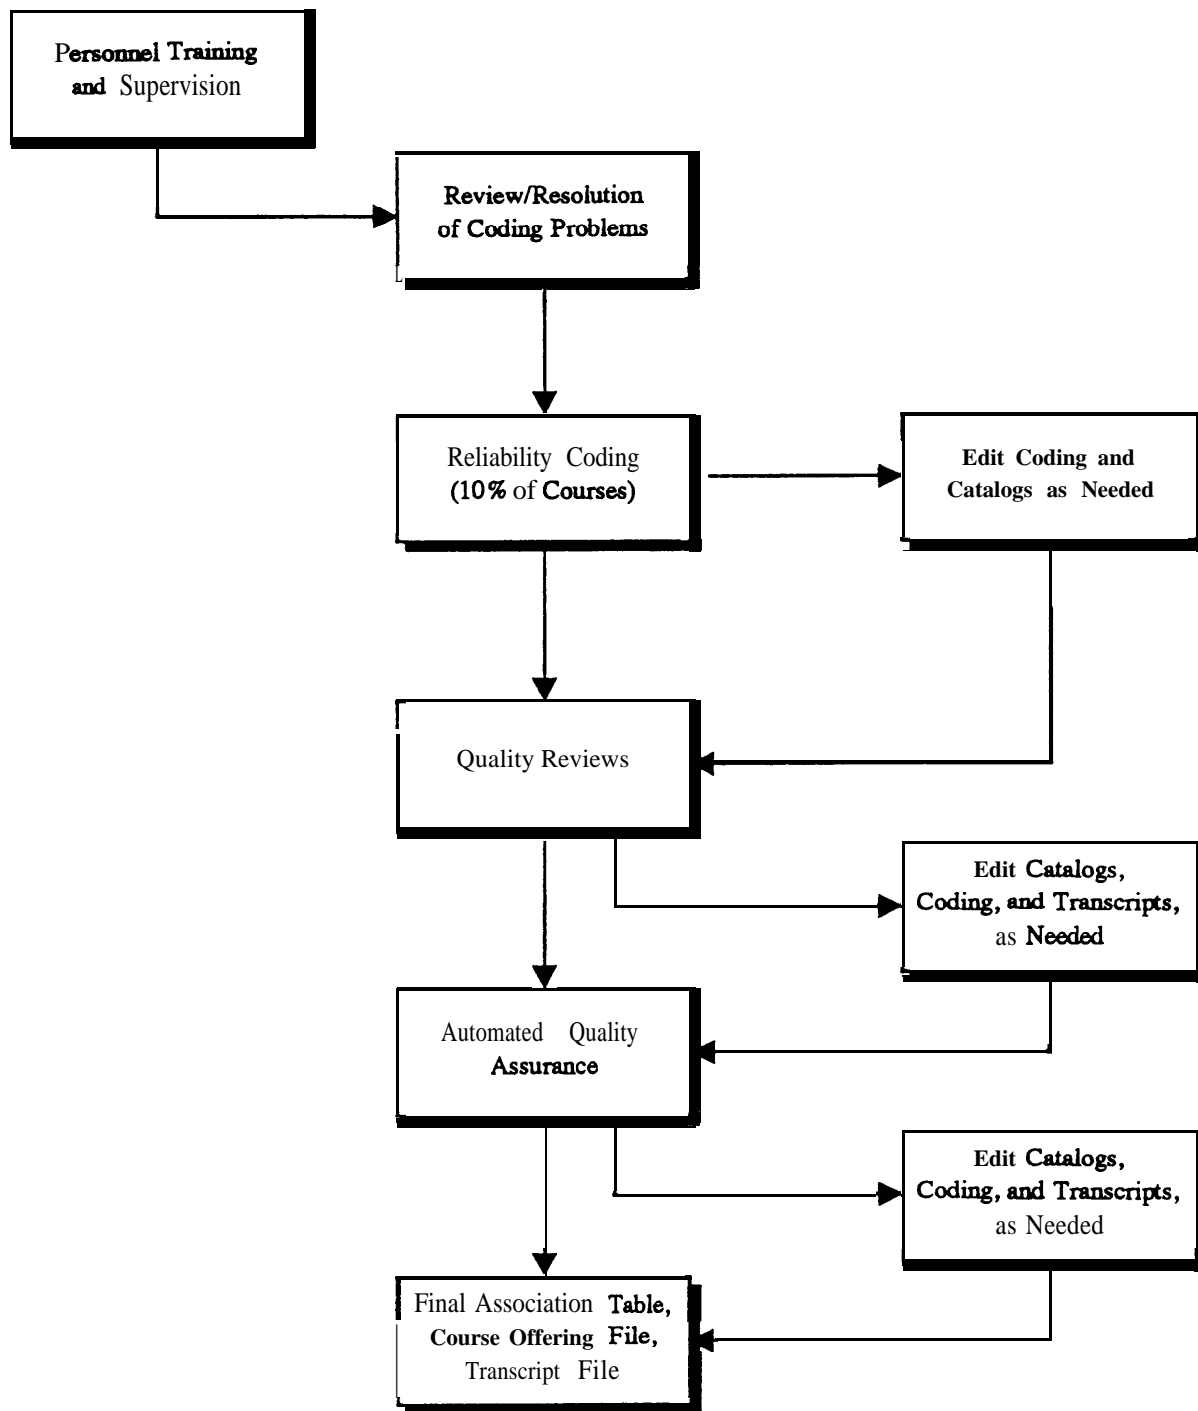 Personnel Training
and Supervision
Review/Resolution
of Coding Problems
Reliability Coding
(10% of Courses)
Edit Coding and
Catalogs as Needed
Quality Reviews
Edit Catalogs,
Coding, and Transcripts,
as Needed
Automated Quality
Assurance
Edit Catalogs,
Coding, and Transcripts,
as Needed
Final Association Table,
Course Offering File,
Transcript File